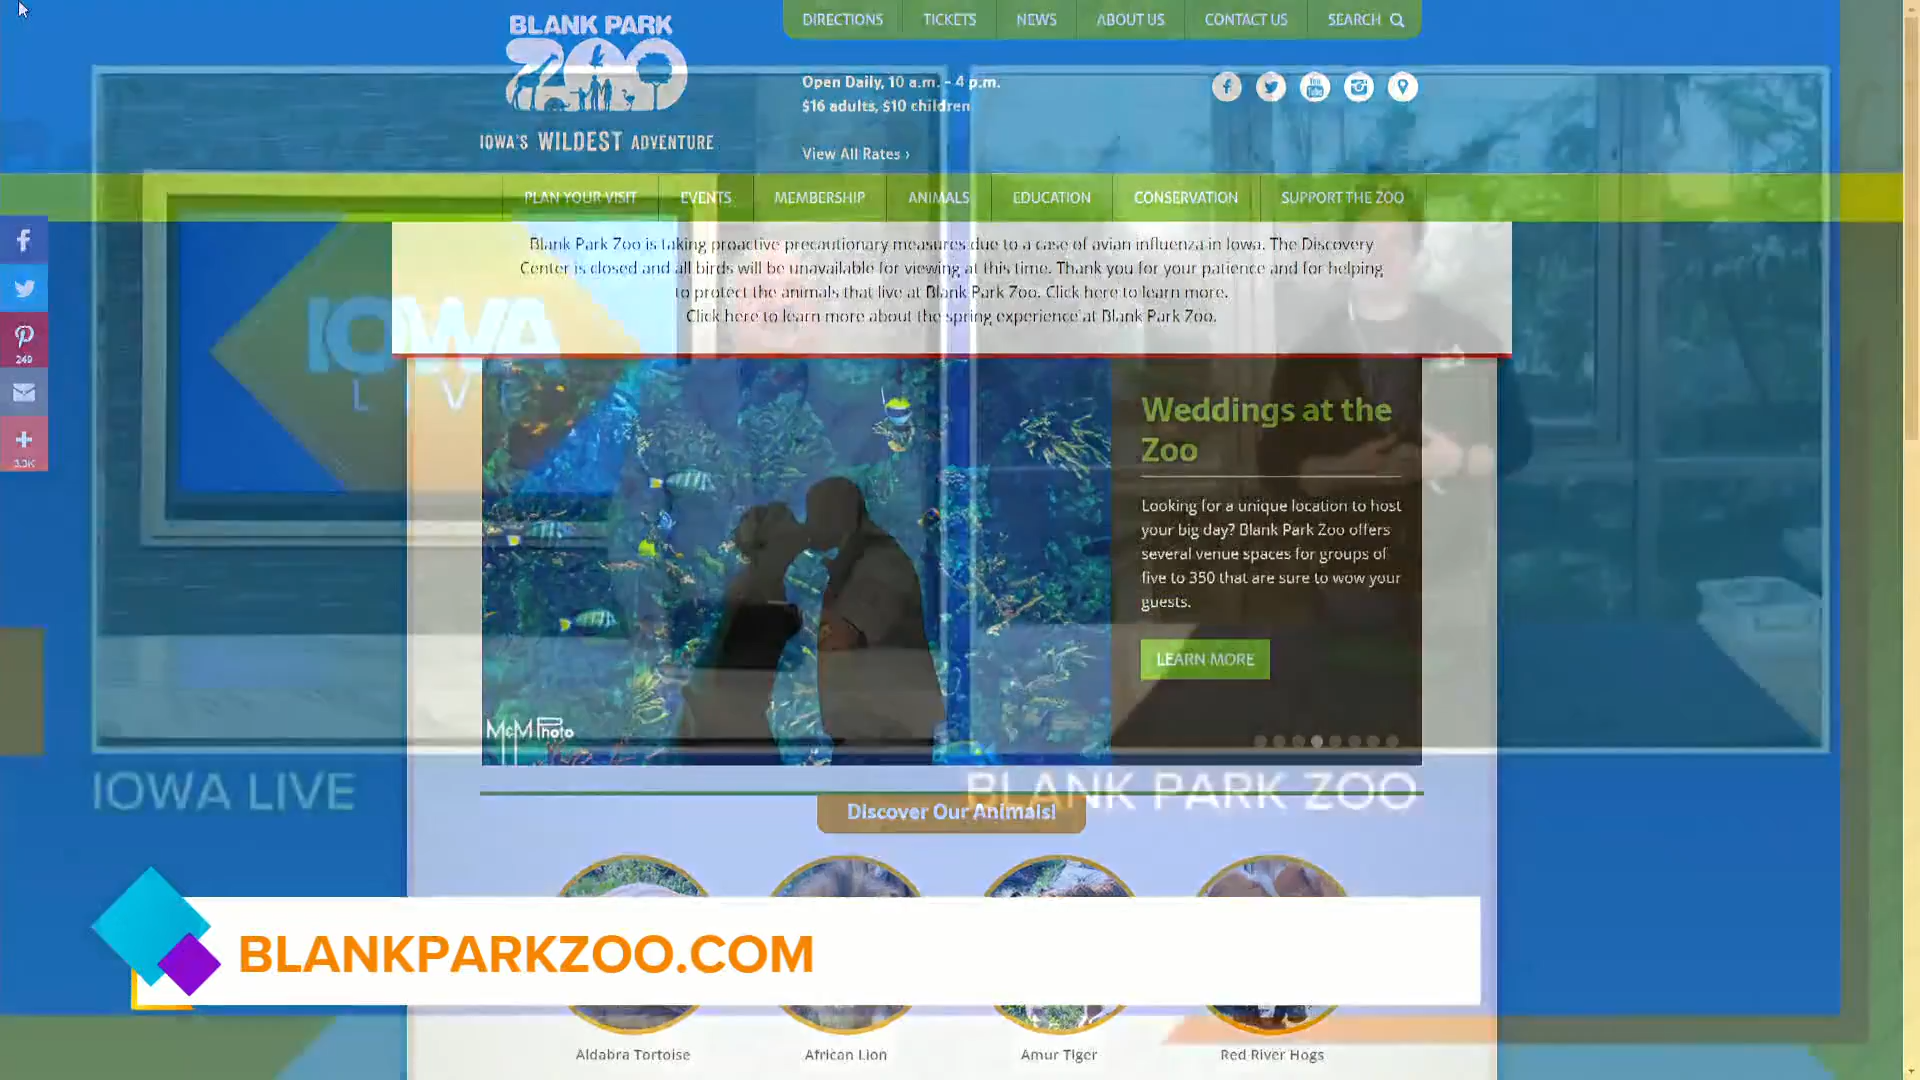 BLANK PARK
ZOO
IOWA'S WILDEST ADVENTURE
DIRECTIONS
TICKETS
NEWS
ABOUT US
CONTACT US
SEARCH
Open Daily, 10 a.m. - 4 p.m.
$16 adults, $10 children
View All Rates ›
You
Tube
PLAN YOUR VISIT
EVENTS
MEMBERSHIP
ANIMALS
EDUCATION
CONSERVATION
SUPPORT THE ZOO
Blank Park Zoo is taking proactive precautionary measures due to a case of avian influenza in Iowa. The Discovery
Center is closed and all birds will be unavailable for viewing at this time. Thank you for your patience and for helping
to protect the animals that live at Blank Park Zoo. Click here to learn more.
Click here to learn more about the spring experience at Blank Park Zoo.
249
3.3K
IOWA
LIVE
Weddings at the
Zoo
Looking for a unique location to host
your big day? Blank Park Zoo offers
several venue spaces for groups of
five to 350 that are sure to wow your
guests.
LEARN MORE
McM Photo
IOWA LIVE
BLANK PARK ZOO
Discover Our Animals!
BLANKPARKZOO.COM
Aldabra Tortoise
African Lion
Amur Tiger
Red River Hogs